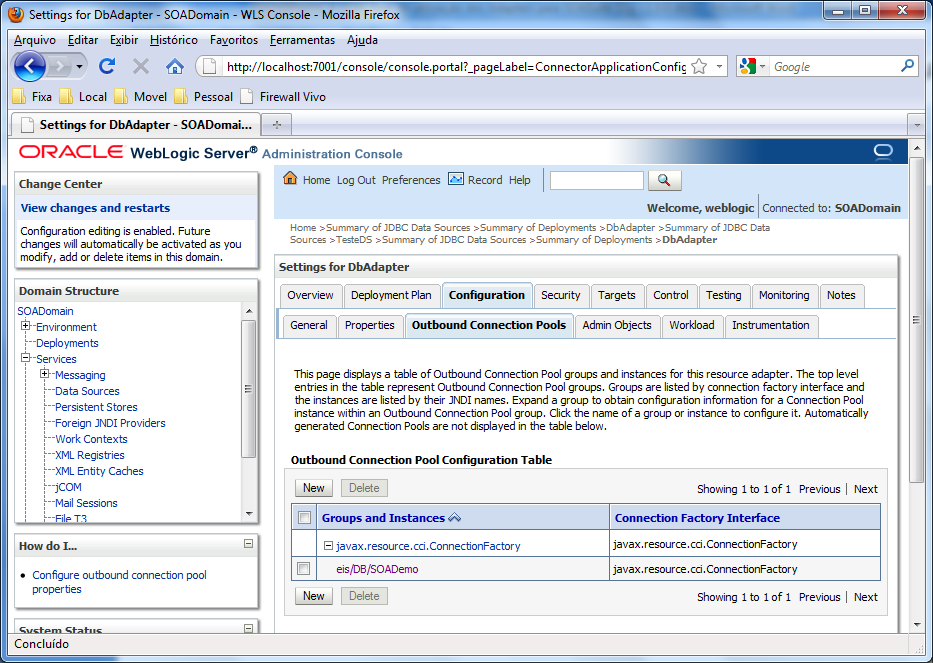 Settings for DbAdapter - SOADomain - WLS Console - Mozilla Firefox
Arquivo Editar Exibir Histórico Favoritos Ferramentas Ajuda
http://localhost:7001/console/console.portal?_pageLabel=ConnectorApplicationConfig
Google
Fixa Local Movel Pessoal Firewall Vivo
Settings for DbAdapter - SOADomai...
ORACLE WebLogic Server® Administration Console
Change Center
View changes and restarts
Configuration editing is enabled. Future
changes will automatically be activated as you
modify, add or delete items in this domain.
Domain Structure
SOADomain
Environment
Deployments
Services
Messaging
Data Sources
Persistent Stores
Foreign JNDI Providers
Work Contexts
XML Registries
XML Entity Caches
jCOM
Mail Sessions
File T3
How do I...
Configure outbound connection pool
properties
System Status
Home Log Out Preferences Record Help
Welcome, weblogic Connected to: SOADomain
Home >Summary of JDBC Data Sources >Summary of Deployments >DbAdapter >Summary of JDBC Data
Sources >TesteDS >Summary of JDBC Data Sources >Summary of Deployments >DbAdapter
Settings for DbAdapter
Overview Deployment Plan Configuration Security Targets Control Testing Monitoring Notes
General Properties Outbound Connection Pools Admin Objects Workload Instrumentation
This page displays a table of Outbound Connection Pool groups and instances for this resource adapter. The top level
entries in the table represent Outbound Connection Pool groups. Groups are listed by connection factory interface and
the instances are listed by their JNDI names. Expand a group to obtain configuration information for a Connection Pool
instance within an Outbound Connection Pool group. Click the name of a group or instance to configure it. Automatically
generated Connection Pools are not displayed in the table below.
Outbound Connection Pool Configuration Table
New Delete Showing 1 to 1 of 1 Previous | Next
Groups and Instances Connection Factory Interface
javax.resource.cci.ConnectionFactory javax.resource.cci.ConnectionFactory
eis/DB/SOADemo javax.resource.cci.ConnectionFactory
New Delete Showing 1 to 1 of 1 Previous | Next
Concluído